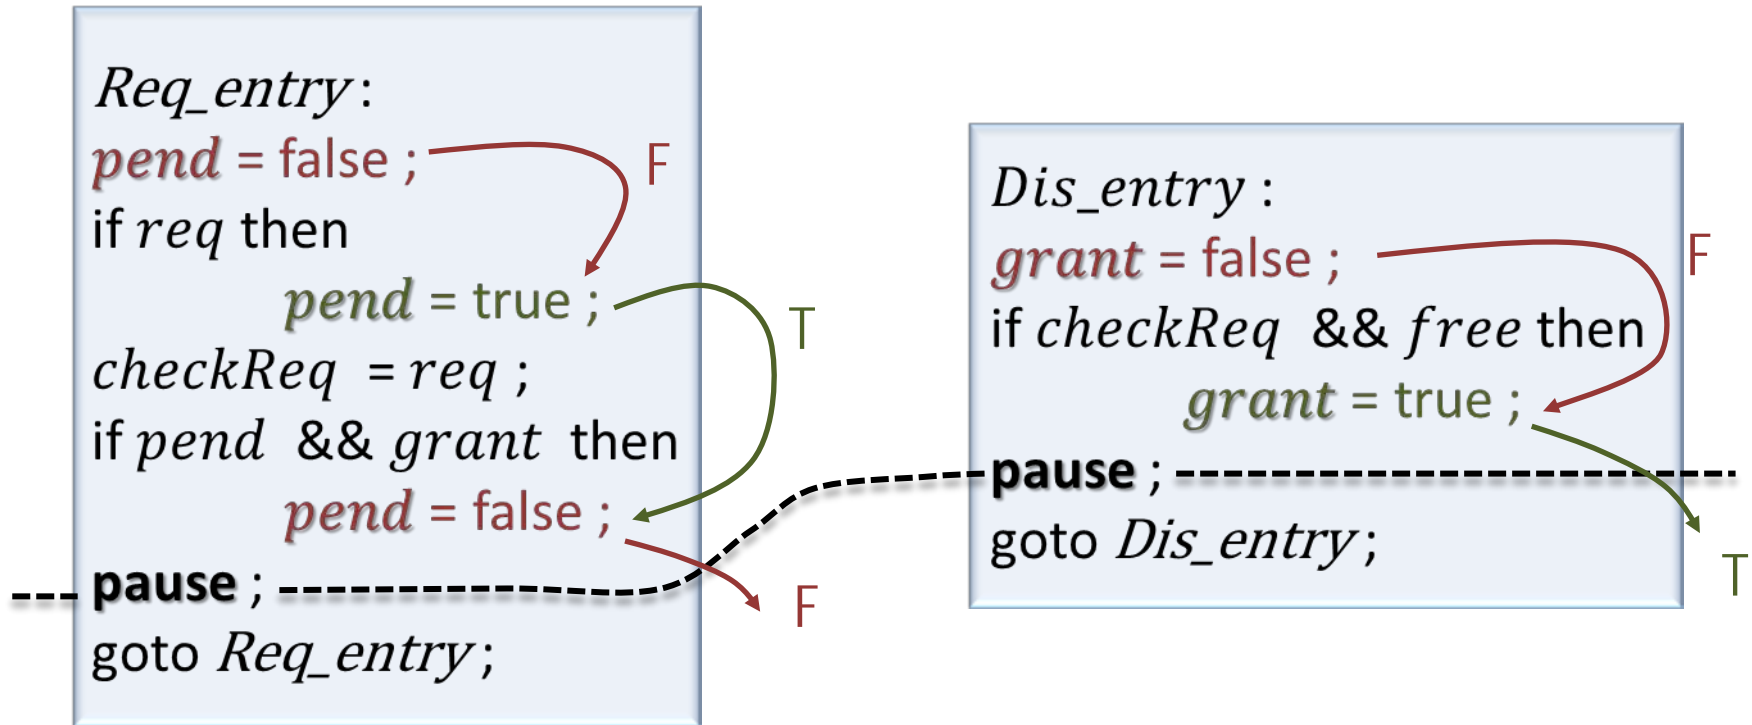 Req_entry :
pend = false ;
F
if req then
pend = true ;
T
checkReq = req ;
if pend && grant then
pend = false ;
pause ;
F
goto Req_entry ;
Dis_entry :
grant = false ;
F
if checkReq && free then
grant = true ;
pause ;
goto Dis_entry ;
T